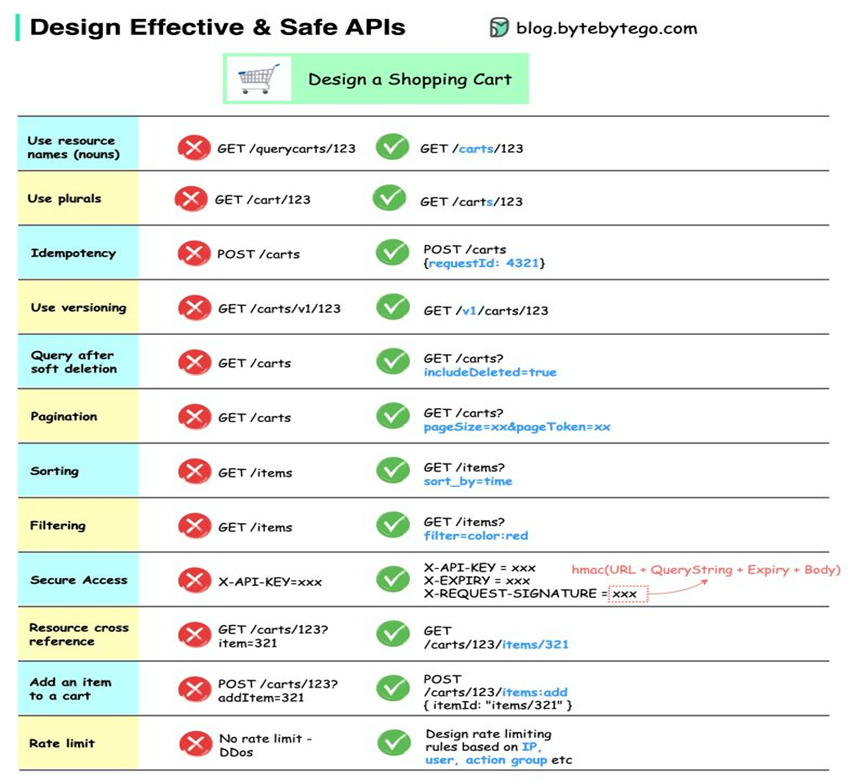 Design Effective & Safe APIs
blog.bytebytego.com
Design a Shopping Cart
Use resource
names (nouns)
GET /querycarts/123
GET /carts/123
Use plurals
GET /cart/123
GET /carts/123
Idempotency
POST /carts
POST /carts
{requestId: 4321}
Use versioning
GET /carts/v1/123
GET /v1/carts/123
Query after
soft deletion
GET /carts
GET /carts?
includeDeleted=true
Pagination
GET /carts
GET /carts?
pageSize=xx&pageToken=xx
Sorting
GET /items
GET /items?
sort_by=time
Filtering
GET /items
GET /items?
filter=color:red
Secure Access
X-API-KEY=xxx
X-API-KEY = xxx
X-EXPIRY = xxx
X-REQUEST-SIGNATURE = xxx
hmac(URL + QueryString + Expiry + Body)
Resource cross
reference
GET /carts/123?
item=321
GET
/carts/123/items/321
Add an item
to a cart
POST /carts/123?
addItem=321
POST
/carts/123/items:add
{ itemId: "items/321" }
Rate limit
No rate limit -
DDos
Design rate limiting
rules based on IP,
user, action group etc